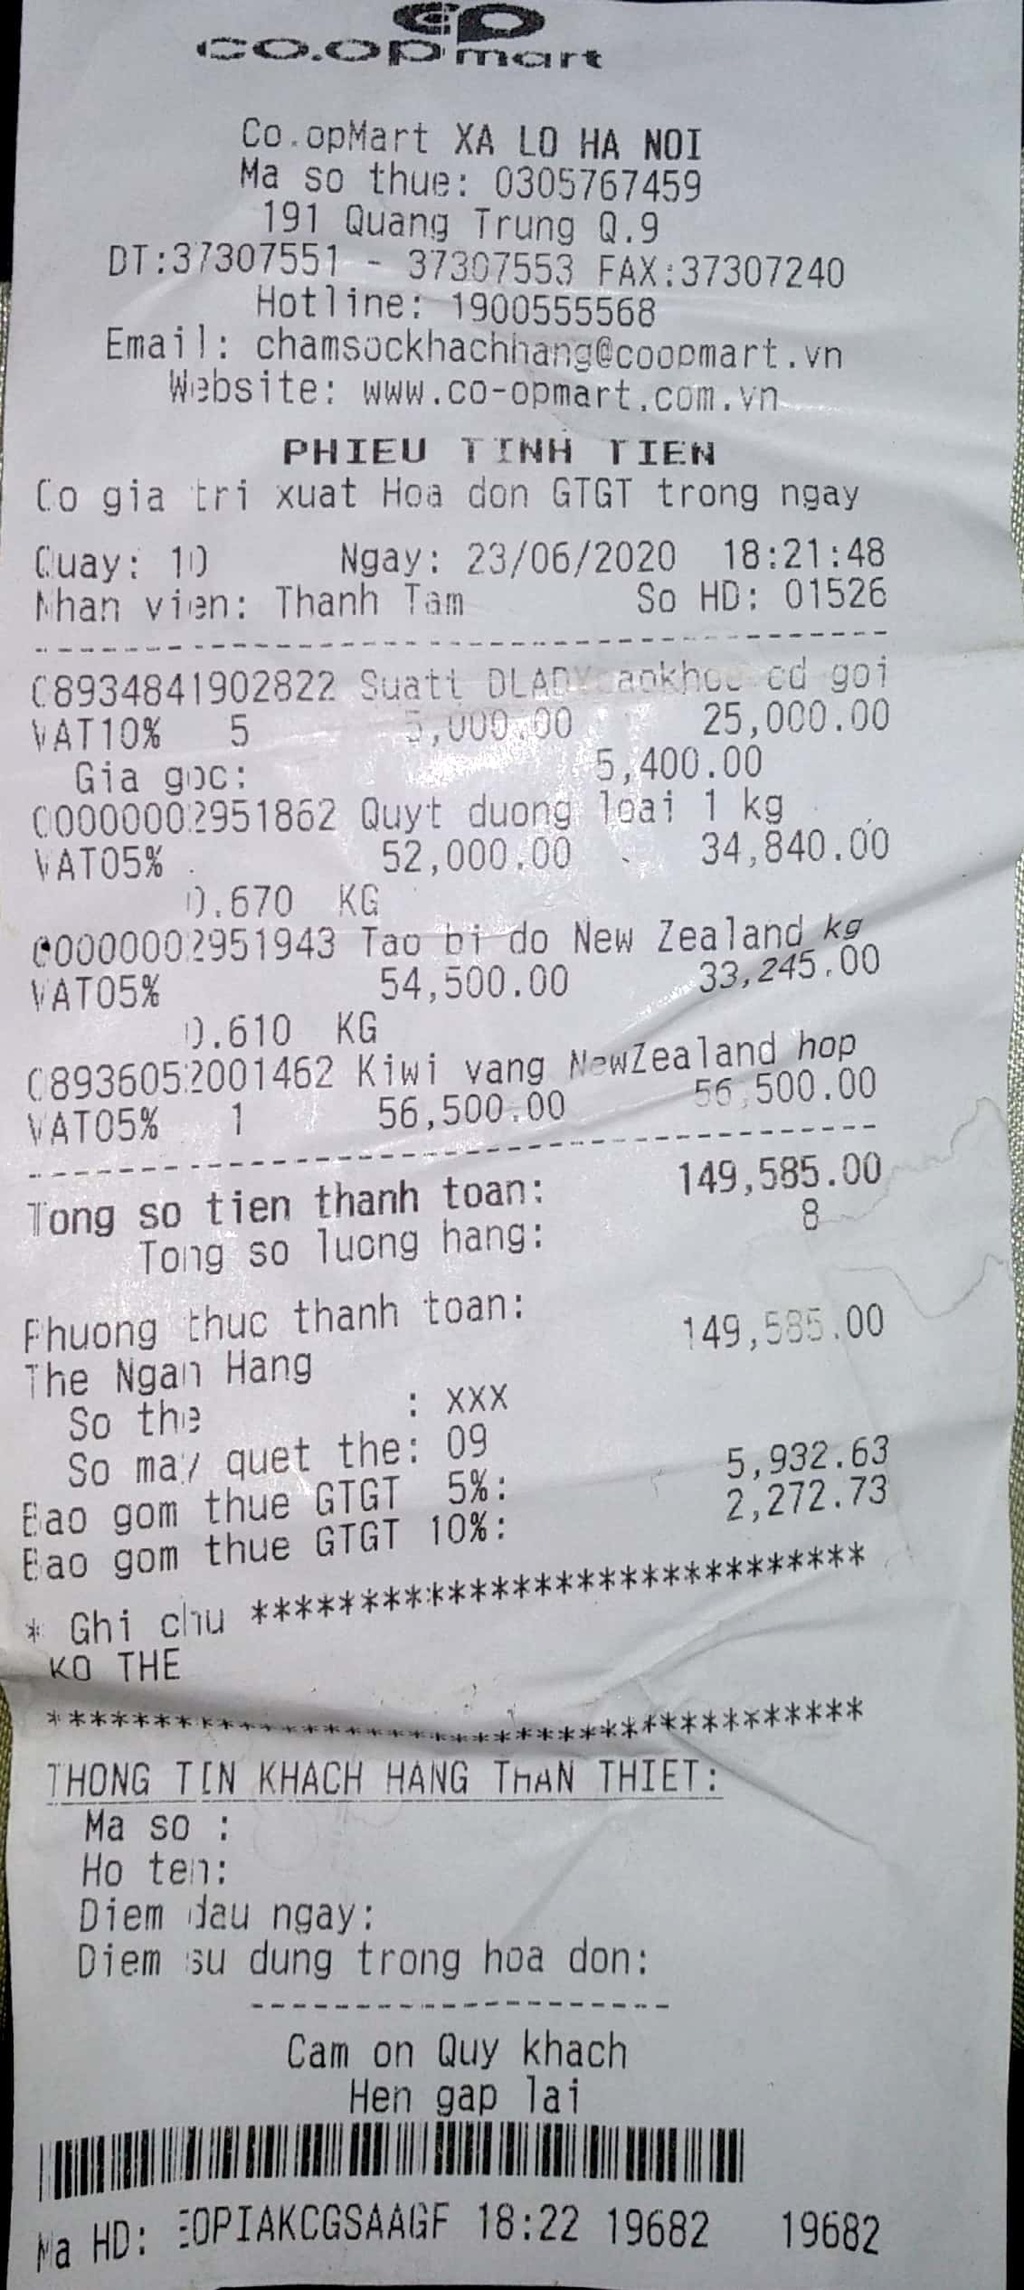 co.opmart
Co.opMart XA LO HA NOI
Ma so thue: 0305767459
191 Quang Trung Q.9
DT:37307551 - 37307553 FAX:37307240
Hotline: 1900555568
Email: chamsockhachhang@coopmart.vn
Website: www.co-opmart.com.vn
PHIEU TINH TIEN
Co gia tri xuat Hoa don GTGT trong ngay
Quay: 10 Ngay: 23/06/2020 18:21:48
Nhan vien: Thanh Tam So HD: 01526
08934841902822 Suatt cd goi
VAT10% 5 5,000.00 25,000.00
Gia goc: 5,400.00
00000002951862 Quyt duong loai 1 kg
VAT05% 52,000.00 34,840.00
0.670 KG
00000002951943 Tao bi do New Zealand kg
VAT05% 54,500.00 33,245.00
0.610 KG
08936052001462 Kiwi vang NewZealand hop
VAT05% 1 56,500.00 56,500.00
Tong so tien thanh toan: 149,585.00
Tong so luong hang: 8
Phuong thuc thanh toan:
The Ngan Hang 149,585.00
So the : XXX
So may quet the: 09
Bao gom thue GTGT 5%: 5,932.63
Bao gom thue GTGT 10%: 2,272.73
* Ghi chu ****************************
KO THE
*************************************
THONG TIN KHACH HANG THAN THIET:
Ma so :
Ho ten:
Diem dau ngay:
Diem su dung trong hoa don:
Cam on Quy khach
Hen gap lai
Ma HD: EOPIAKCGSAAGF 18:22 19682 19682